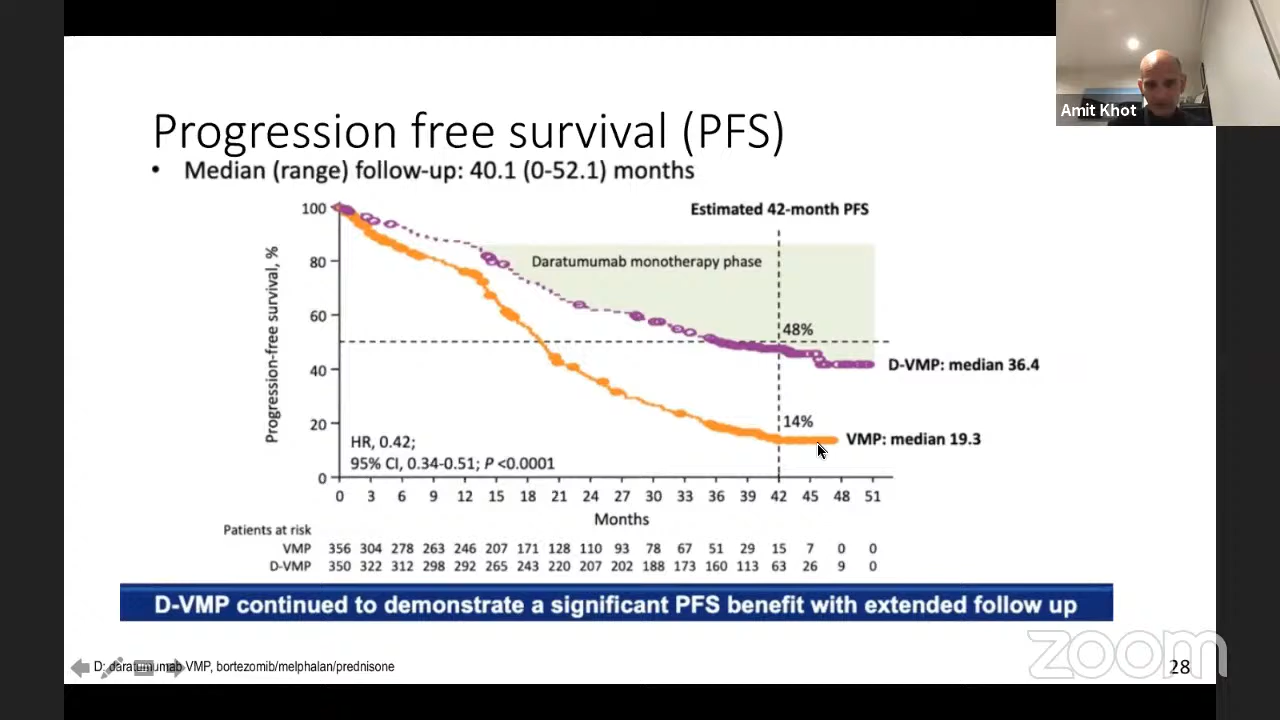 Amit Khot
Progression free survival (PFS)
• Median (range) follow-up: 40.1 (0-52.1) months
Estimated 42-month PFS
Daratumumab monotherapy phase
48%
D-VMP: median 36.4
14%
VMP: median 19.3
HR, 0.42;
95% CI, 0.34-0.51; P <0.0001
Progression-free survival, %
100
80
60
40
20
0
0 3 6 9 12 15 18 21 24 27 30 33 36 39 42 45 48 51
Months
Patients at risk
VMP 356 304 278 263 246 207 171 128 110 93 78 67 51 29 15 7 0 0
D-VMP 350 322 312 298 292 265 243 220 207 202 188 173 160 113 63 26 9 0
D-VMP continued to demonstrate a significant PFS benefit with extended follow up
D: daratumumab VMP, bortezomib/melphalan/prednisone
zoom
28